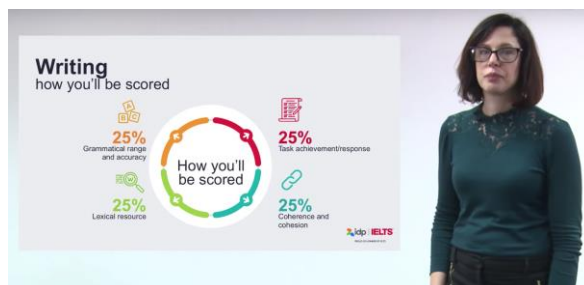 Writing
how you'll be scored
A
B C
25%
Grammatical range
and accuracy
25%
Task achievement/response
How you'll
be scored
W
25%
Lexical resource
25%
Coherence and
cohesion
idp IELTS